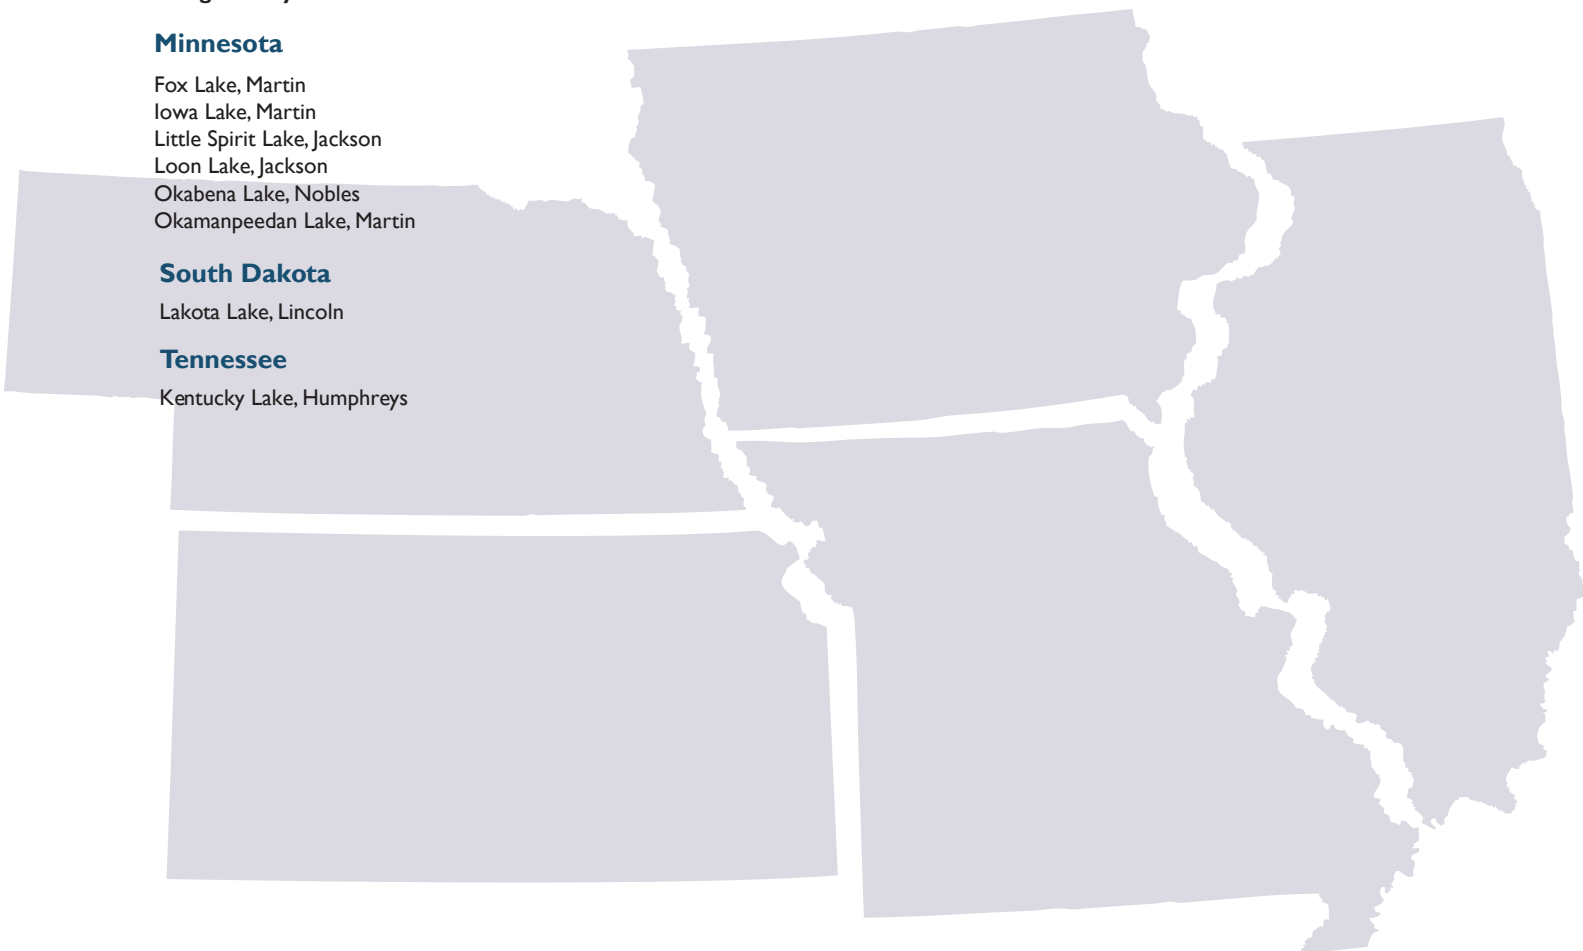 Minnesota
Fox Lake, Martin
Iowa Lake, Martin
Little Spirit Lake, Jackson
Loon Lake, Jackson
Okabena Lake, Nobles
Okamanpeedan Lake, Martin
South Dakota
Lakota Lake, Lincoln
Tennessee
Kentucky Lake, Humphreys